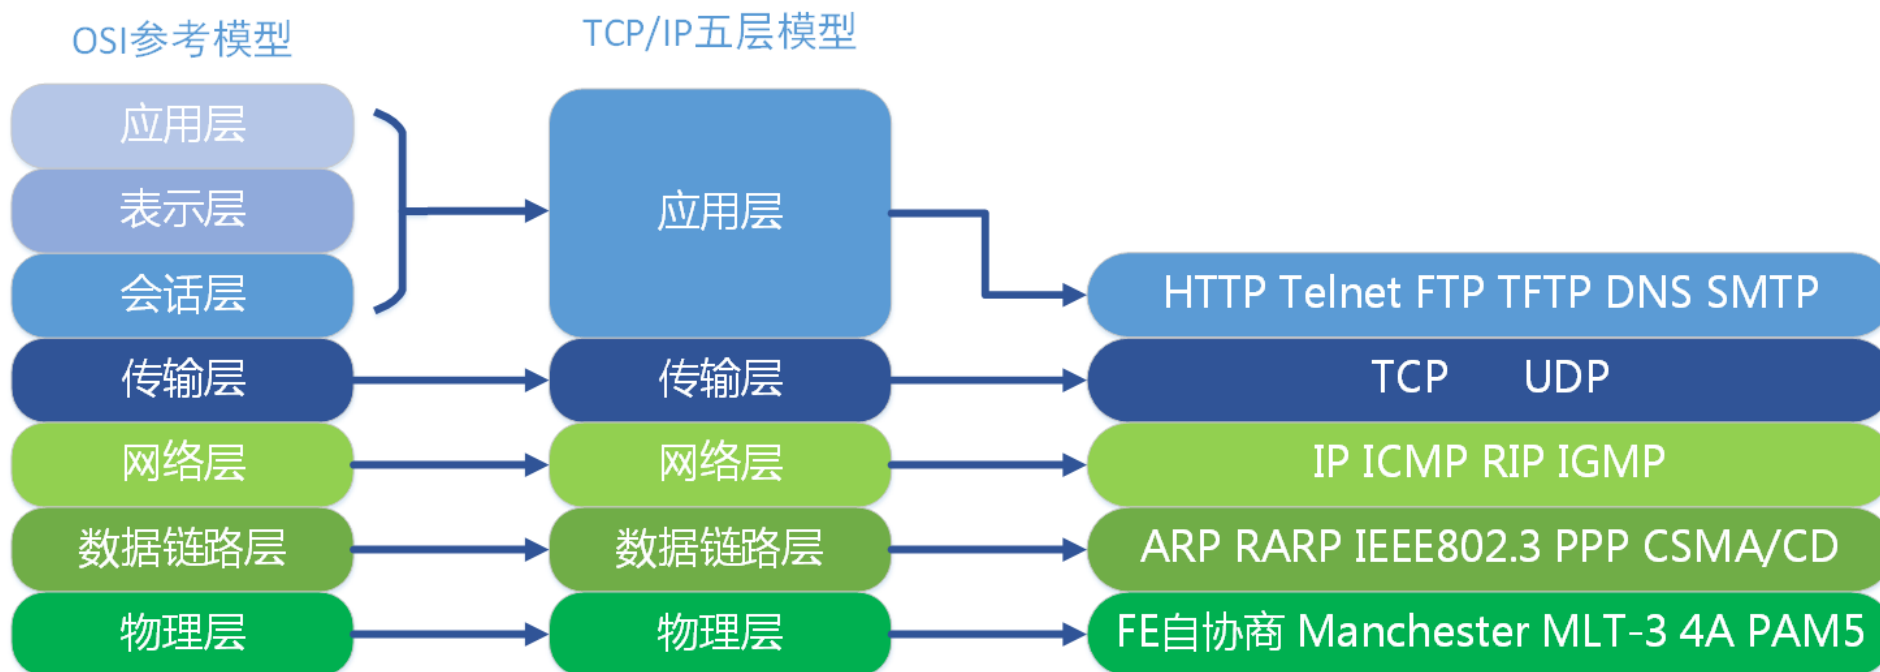 OSI参考模型
TCP/IP五层模型
应用层
表示层
会话层
传输层
网络层
数据链路层
物理层
应用层
传输层
网络层
数据链路层
物理层
HTTP Telnet FTP TFTP DNS SMTP
TCP UDP
IP ICMP RIP IGMP
ARP RARP IEEE802.3 PPP CSMA/CD
FE自协商 Manchester MLT-3 4A PAM5